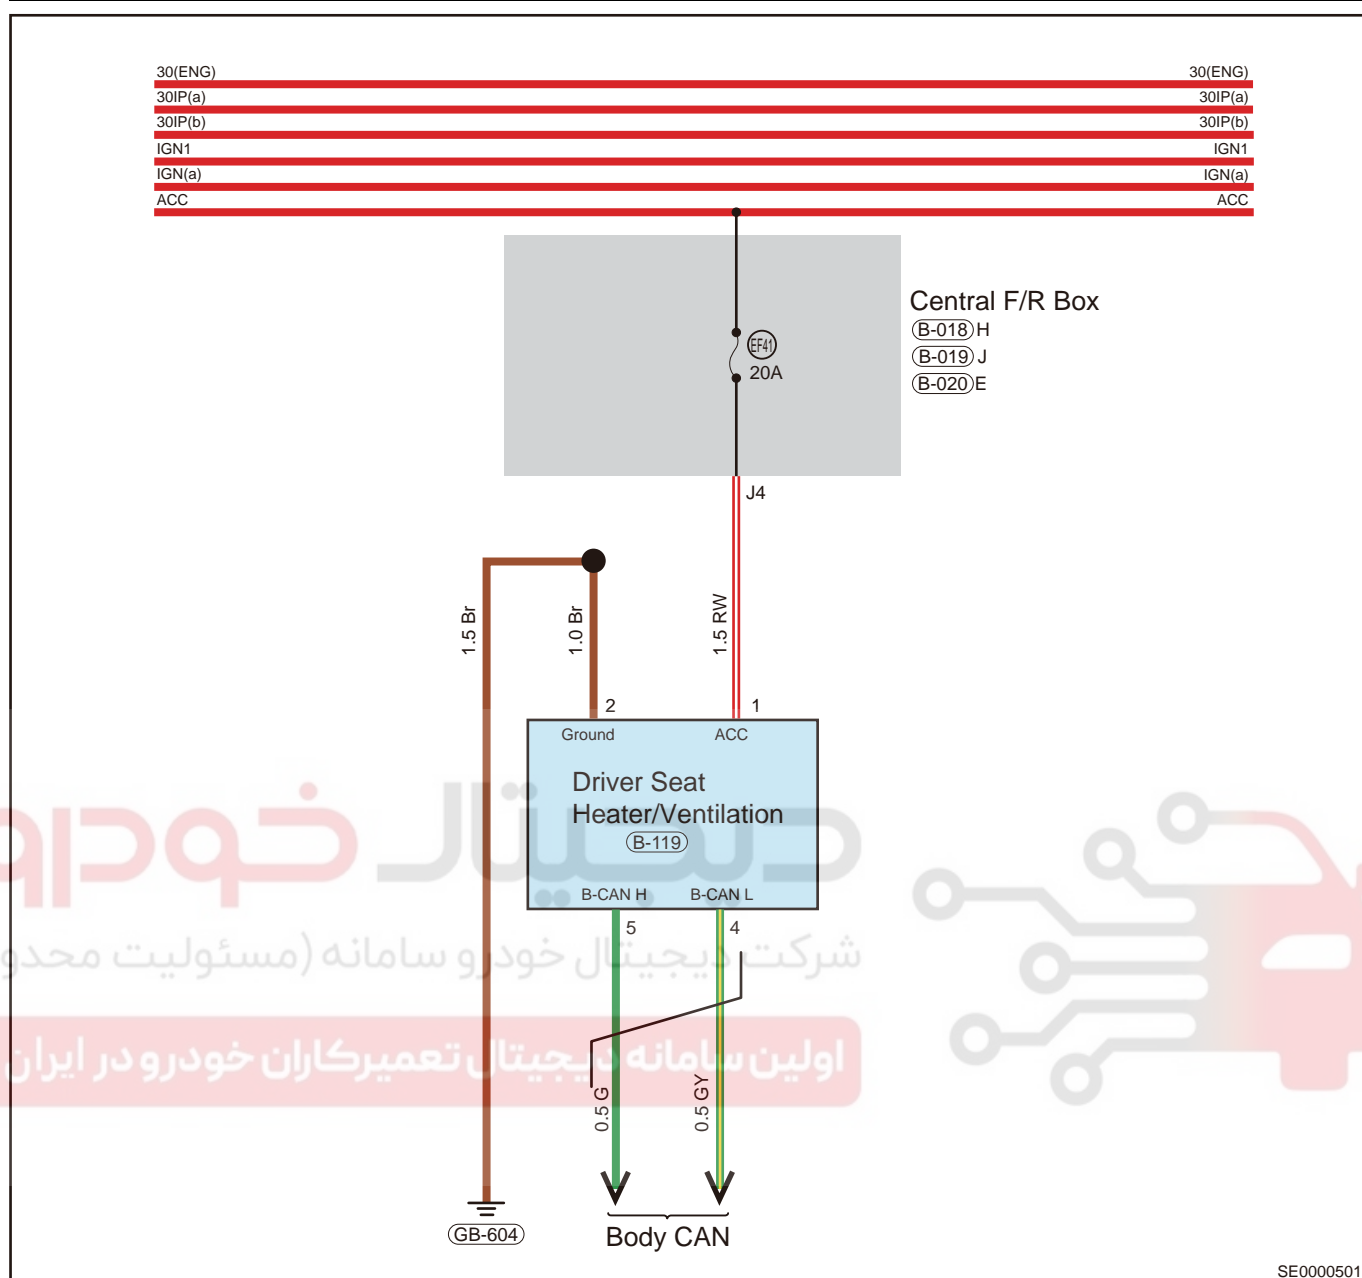 30(ENG) 30(ENG)
30IP(a) 30IP(a)
30IP(b) 30IP(b)
IGN1 IGN1
IGN(a) IGN(a)
ACC ACC
Central F/R Box
B-018 H
B-019 J
B-020 E
EF41
20A
J4
1.5 Br
1.0 Br
1.5 RW
2 1
Ground ACC
Driver Seat
Heater/Ventilation
B-119
B-CAN H B-CAN L
5 4
دیجیتال خودرو
شرکت دیجیتال خودرو سامانه (مسئولیت محدو
اولین سامانه دیجیتال تعمیرکاران خودرو در ایران
0.5 G
0.5 GY
GB-604
Body CAN
SE0000501